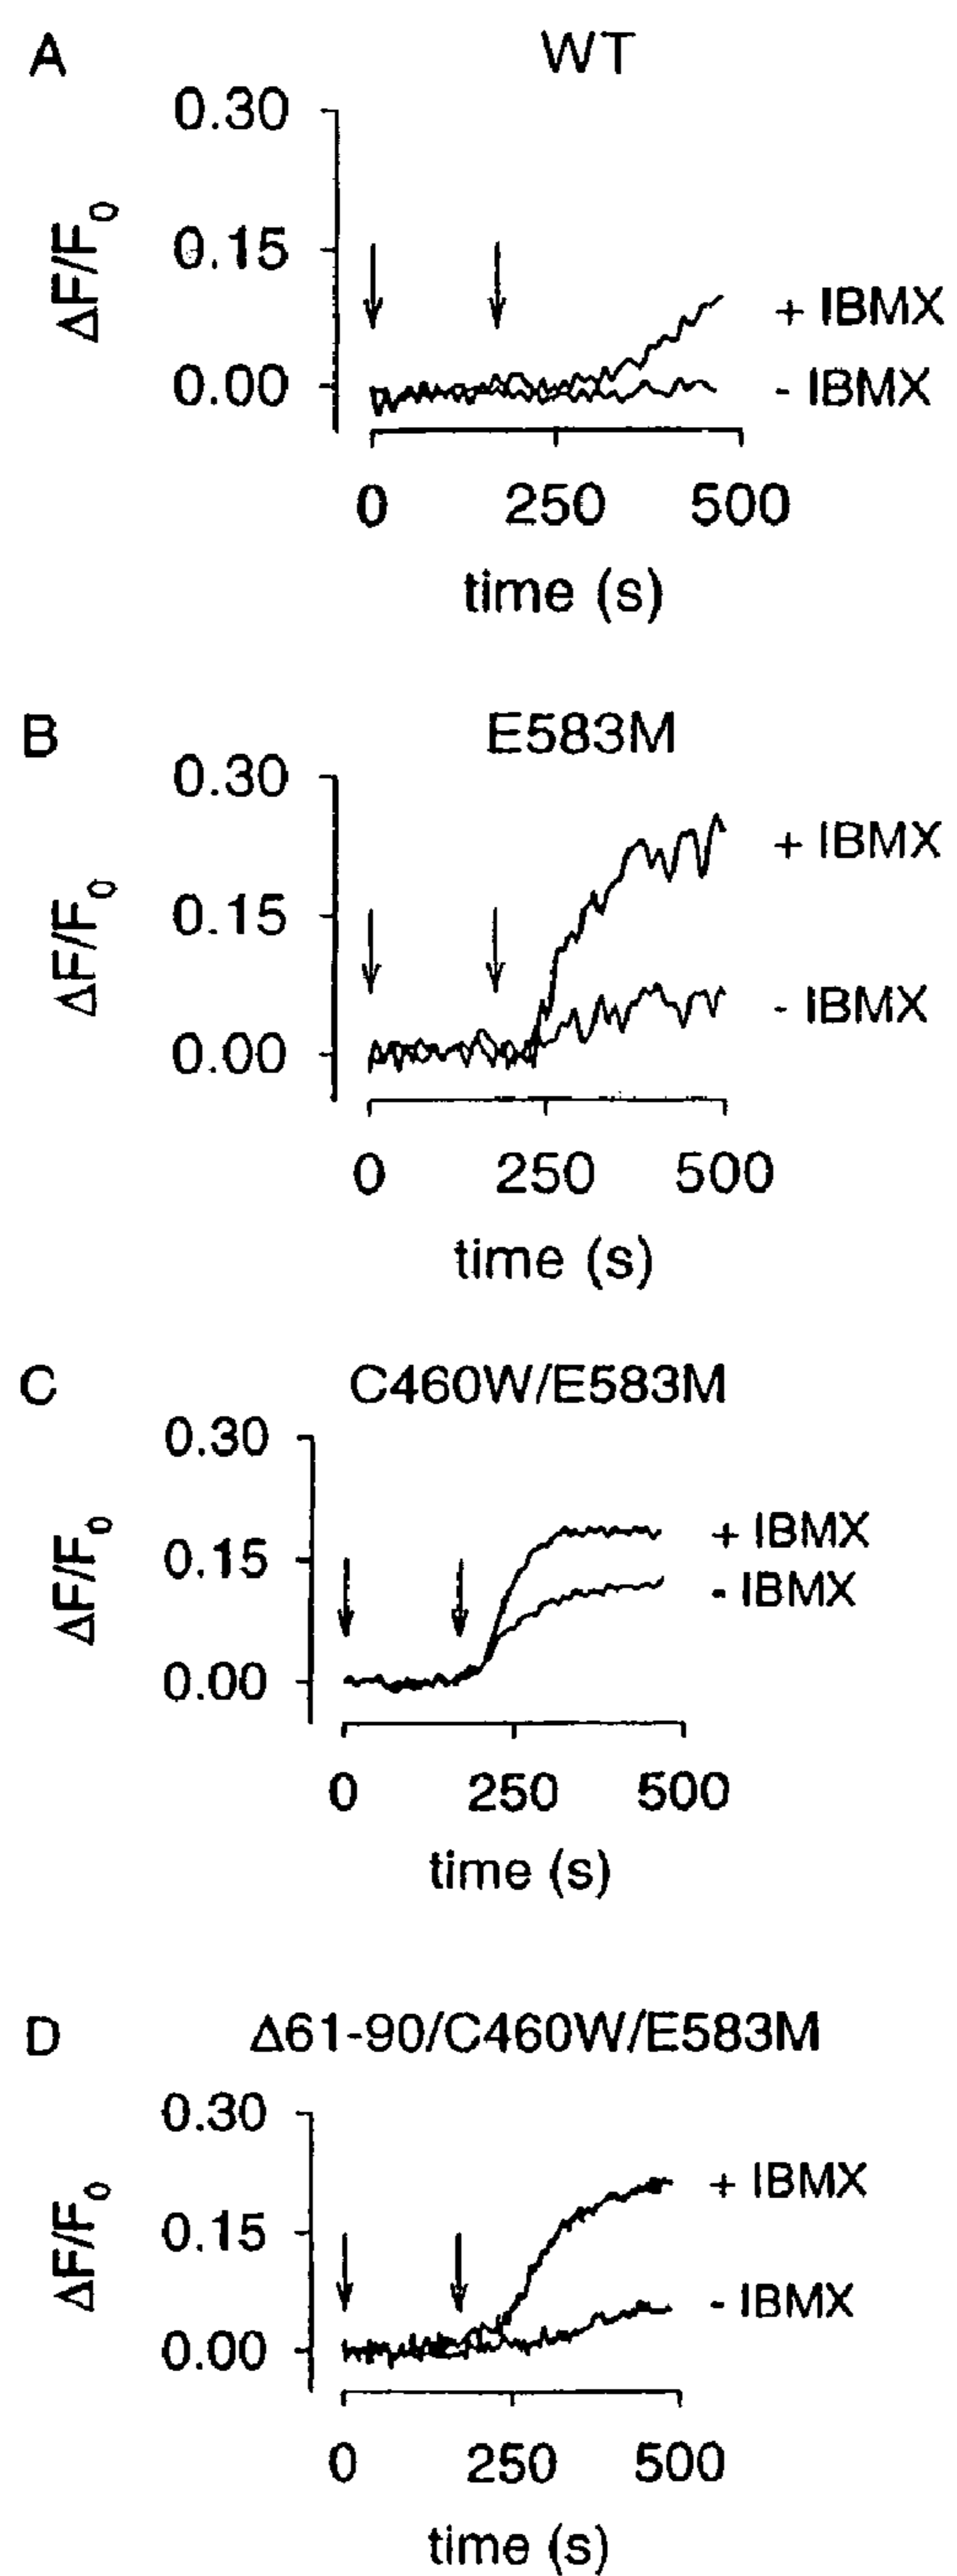 A WT
0.30
0.15
0.00
ΔF/F0
+ IBMX
- IBMX
0 250 500
time (s)
B E583M
0.30
0.15
0.00
ΔF/F0
+ IBMX
- IBMX
0 250 500
time (s)
C C460W/E583M
0.30
0.15
0.00
ΔF/F0
+ IBMX
- IBMX
0 250 500
time (s)
D Δ61-90/C460W/E583M
0.30
0.15
0.00
ΔF/F0
+ IBMX
- IBMX
0 250 500
time (s)